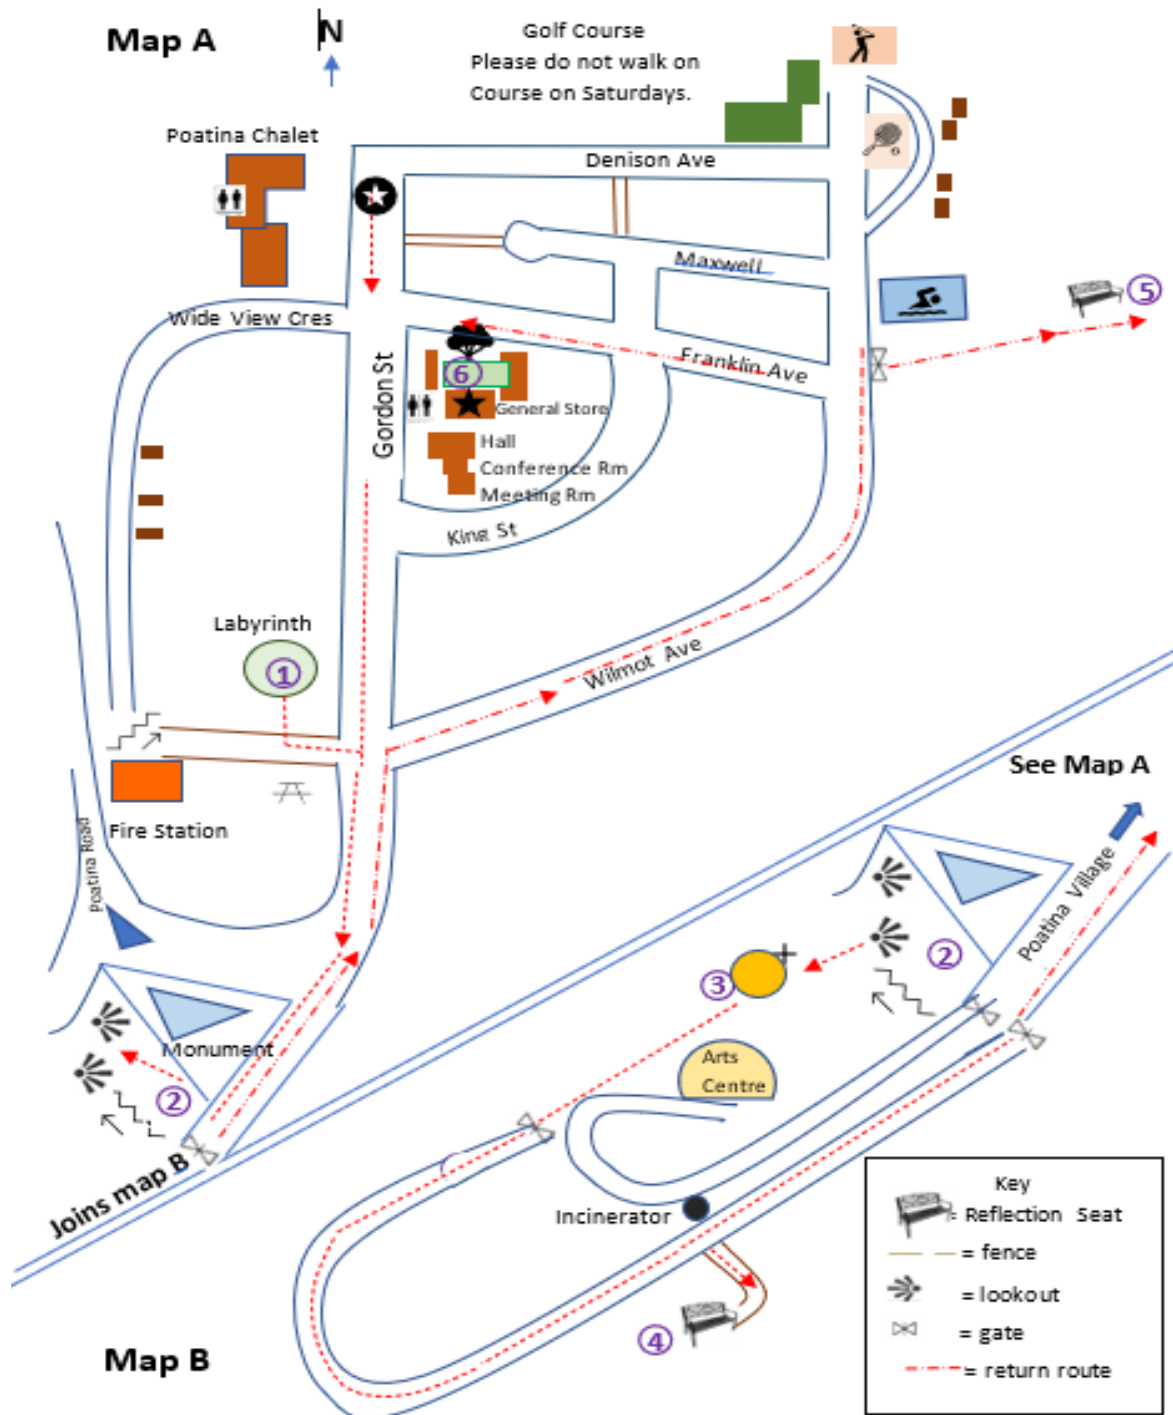 Map A
N
Golf Course
Please do not walk on
Course on Saturdays.
Poatina Chalet
Denison Ave
Maxwell
5
Wide View Cres
Gordon St
Franklin Ave
6
General Store
Hall
Conference Rm
Meeting Rm
King St
Labyrinth
1
Wilmot Ave
Fire Station
Poatina Road
Monument
2
Joins map B
See Map A
Poatina Village
2
3
Arts
Centre
Incinerator
4
Map B
Key
= Reflection Seat
= fence
= lookout
= gate
= return route